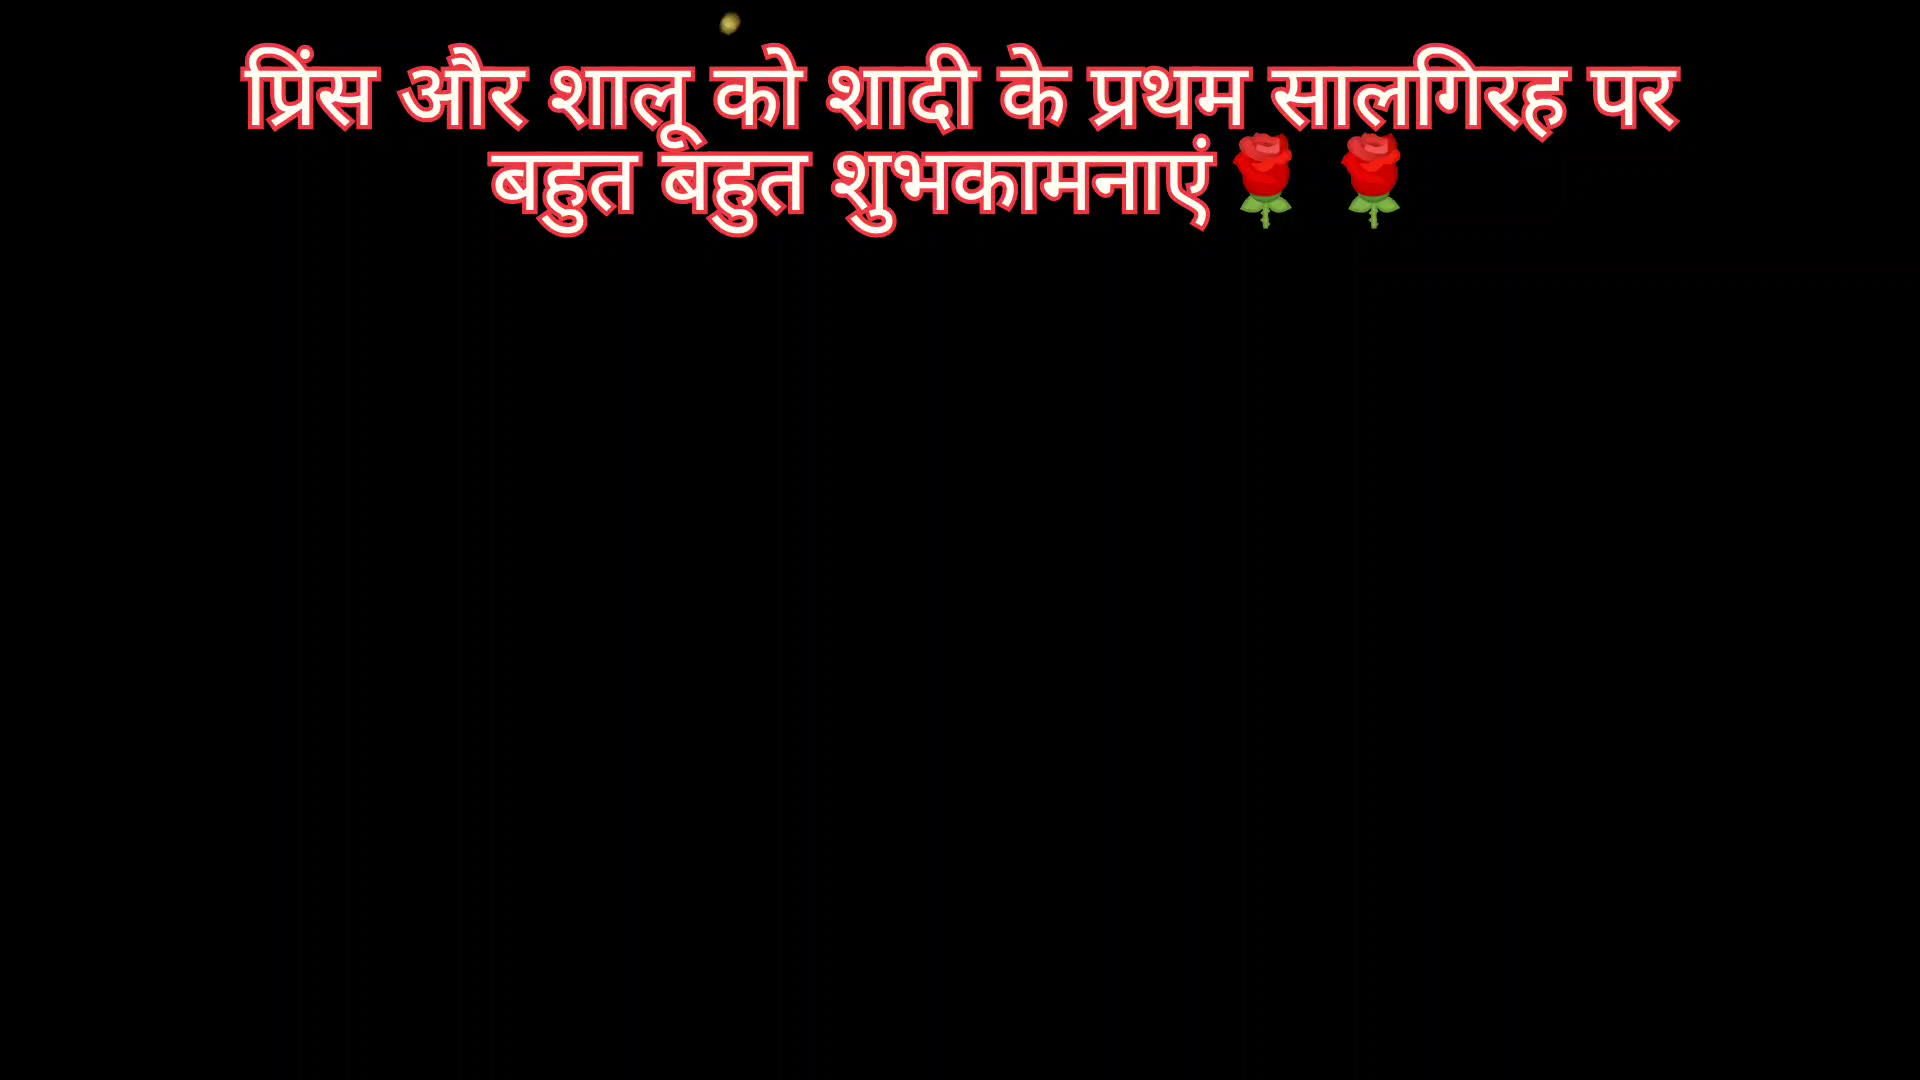 प्रिंस और शालू को शादी के प्रथम सालगिरह पर
बहुत बहुत शुभकामनाएं🌹 🌹